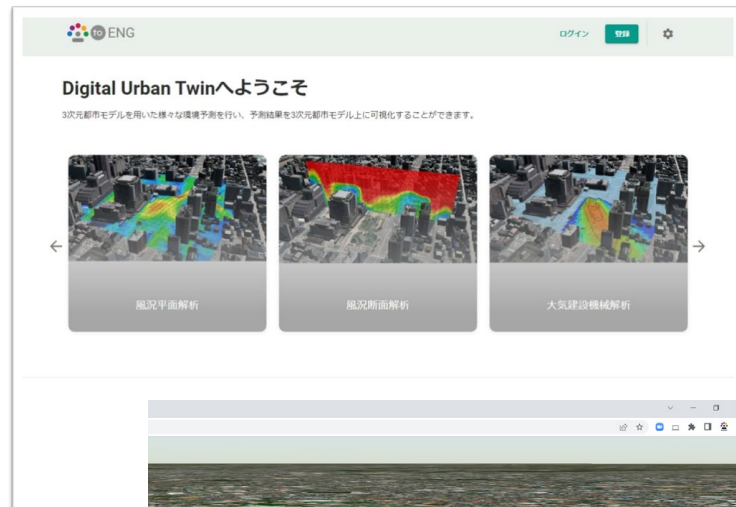 to ENG
ログイン
登録
Digital Urban Twinへようこそ
3次元都市モデルを用いた様々な環境予測を行い、予測結果を3次元都市モデル上に可視化することができます。
風況平面解析
風況断面解析
大気建設機械解析